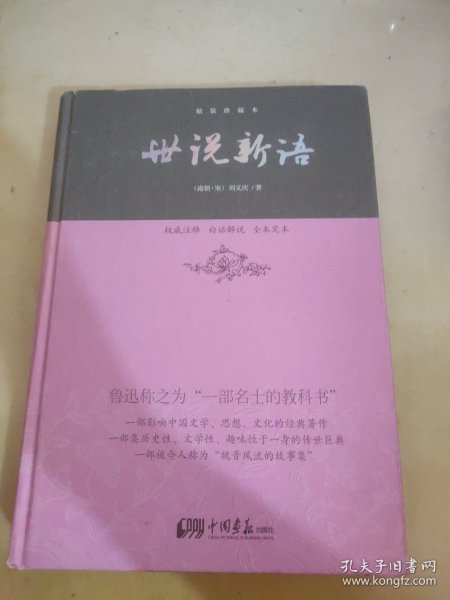 精装珍藏本
世说新语
（南朝·宋）刘义庆/著
权威注释 白话解说 全本定本
鲁迅称之为“一部名士的教科书”
一部影响中国文学、思想、文化的经典著作
一部集历史性、文学性、趣味性于一身的传世巨典
一部被今人称为“魏晋风流的故事集”
中国画报出版社
孔夫子旧书网
www.kongfz.com